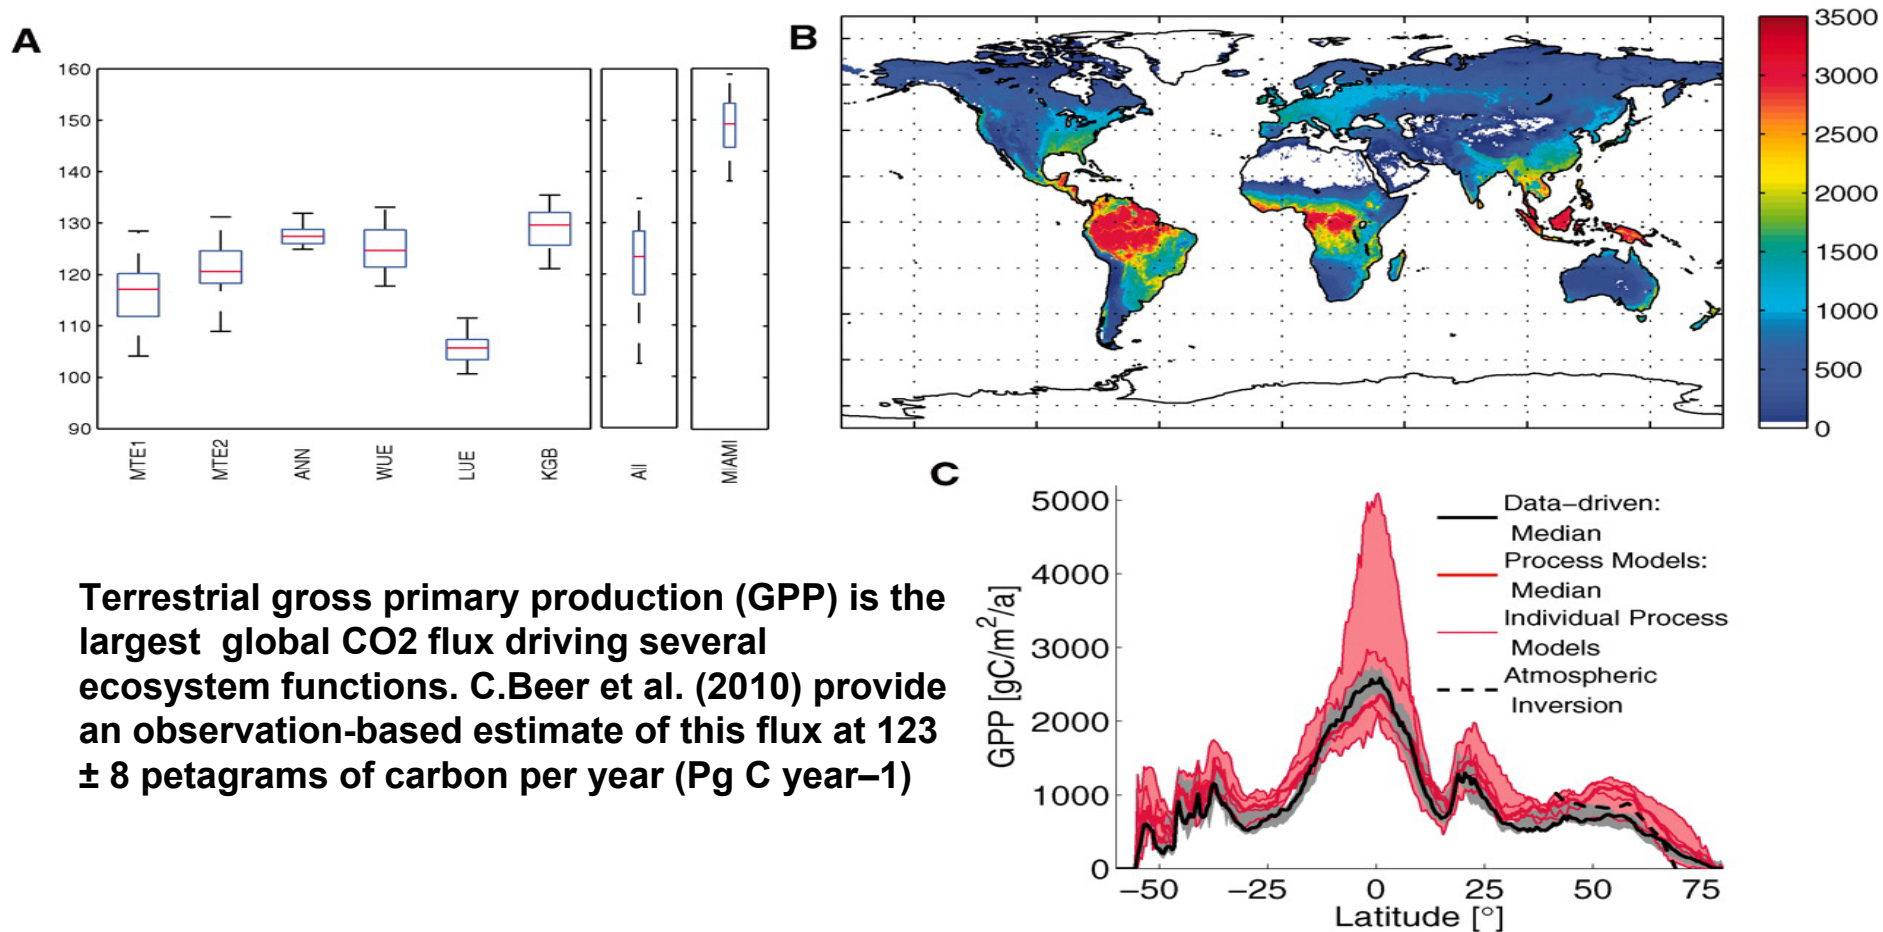 A
160
150
140
130
120
110
100
90
MTE1
MTE2
ANN
WUE
LUE
KGB
All
MIAMI
B
3500
3000
2500
2000
1500
1000
500
0
Terrestrial gross primary production (GPP) is the
largest  global CO2 flux driving several
ecosystem functions. C.Beer et al. (2010) provide
an observation-based estimate of this flux at 123
± 8 petagrams of carbon per year (Pg C year–1)
C
GPP [gC/m²/a]
5000
4000
3000
2000
1000
0
Data–driven:
Median
Process Models:
Median
Individual Process
Models
Atmospheric
Inversion
−50
−25
0
25
50
75
Latitude [°]